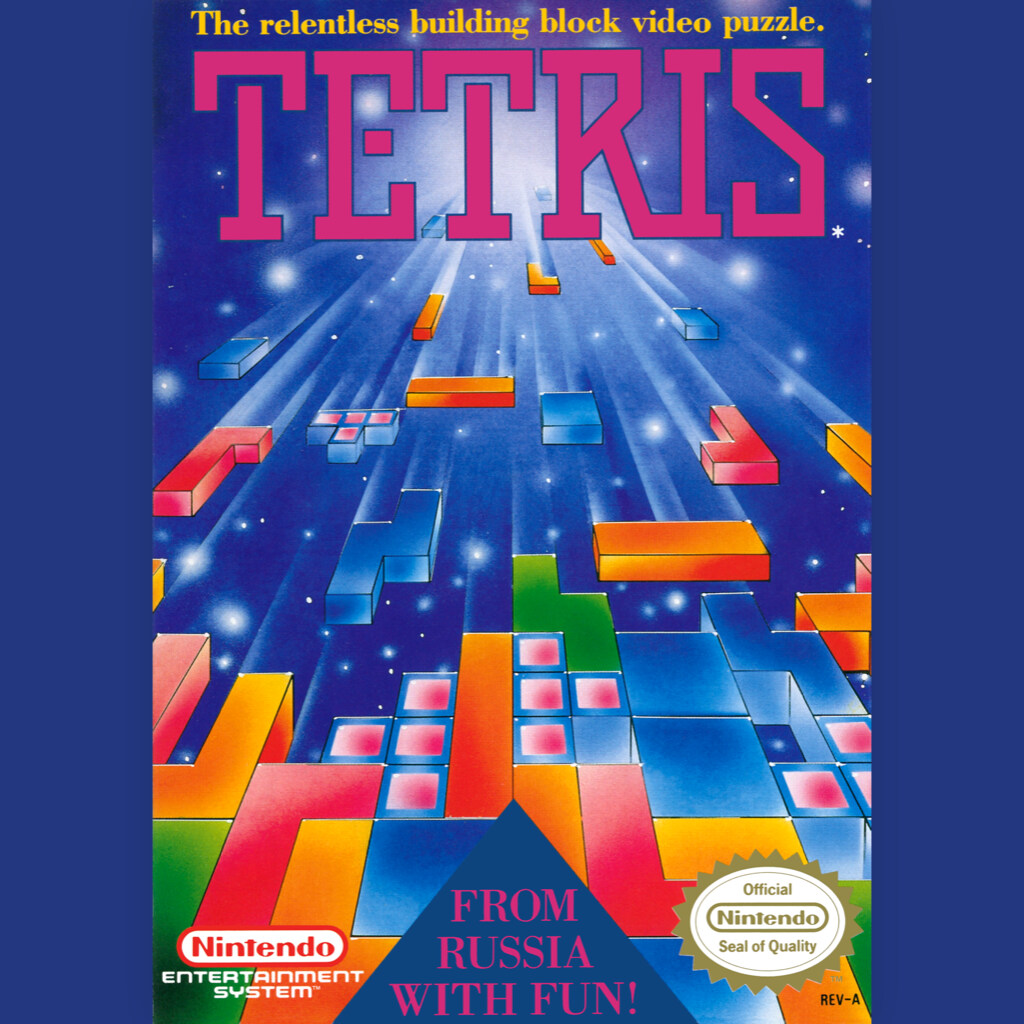 The relentless building block video puzzle.
TETRIS*
FROM
RUSSIA
WITH FUN!
Nintendo
ENTERTAINMENT
SYSTEM™
Official
Nintendo
Seal of Quality
TM
REV-A